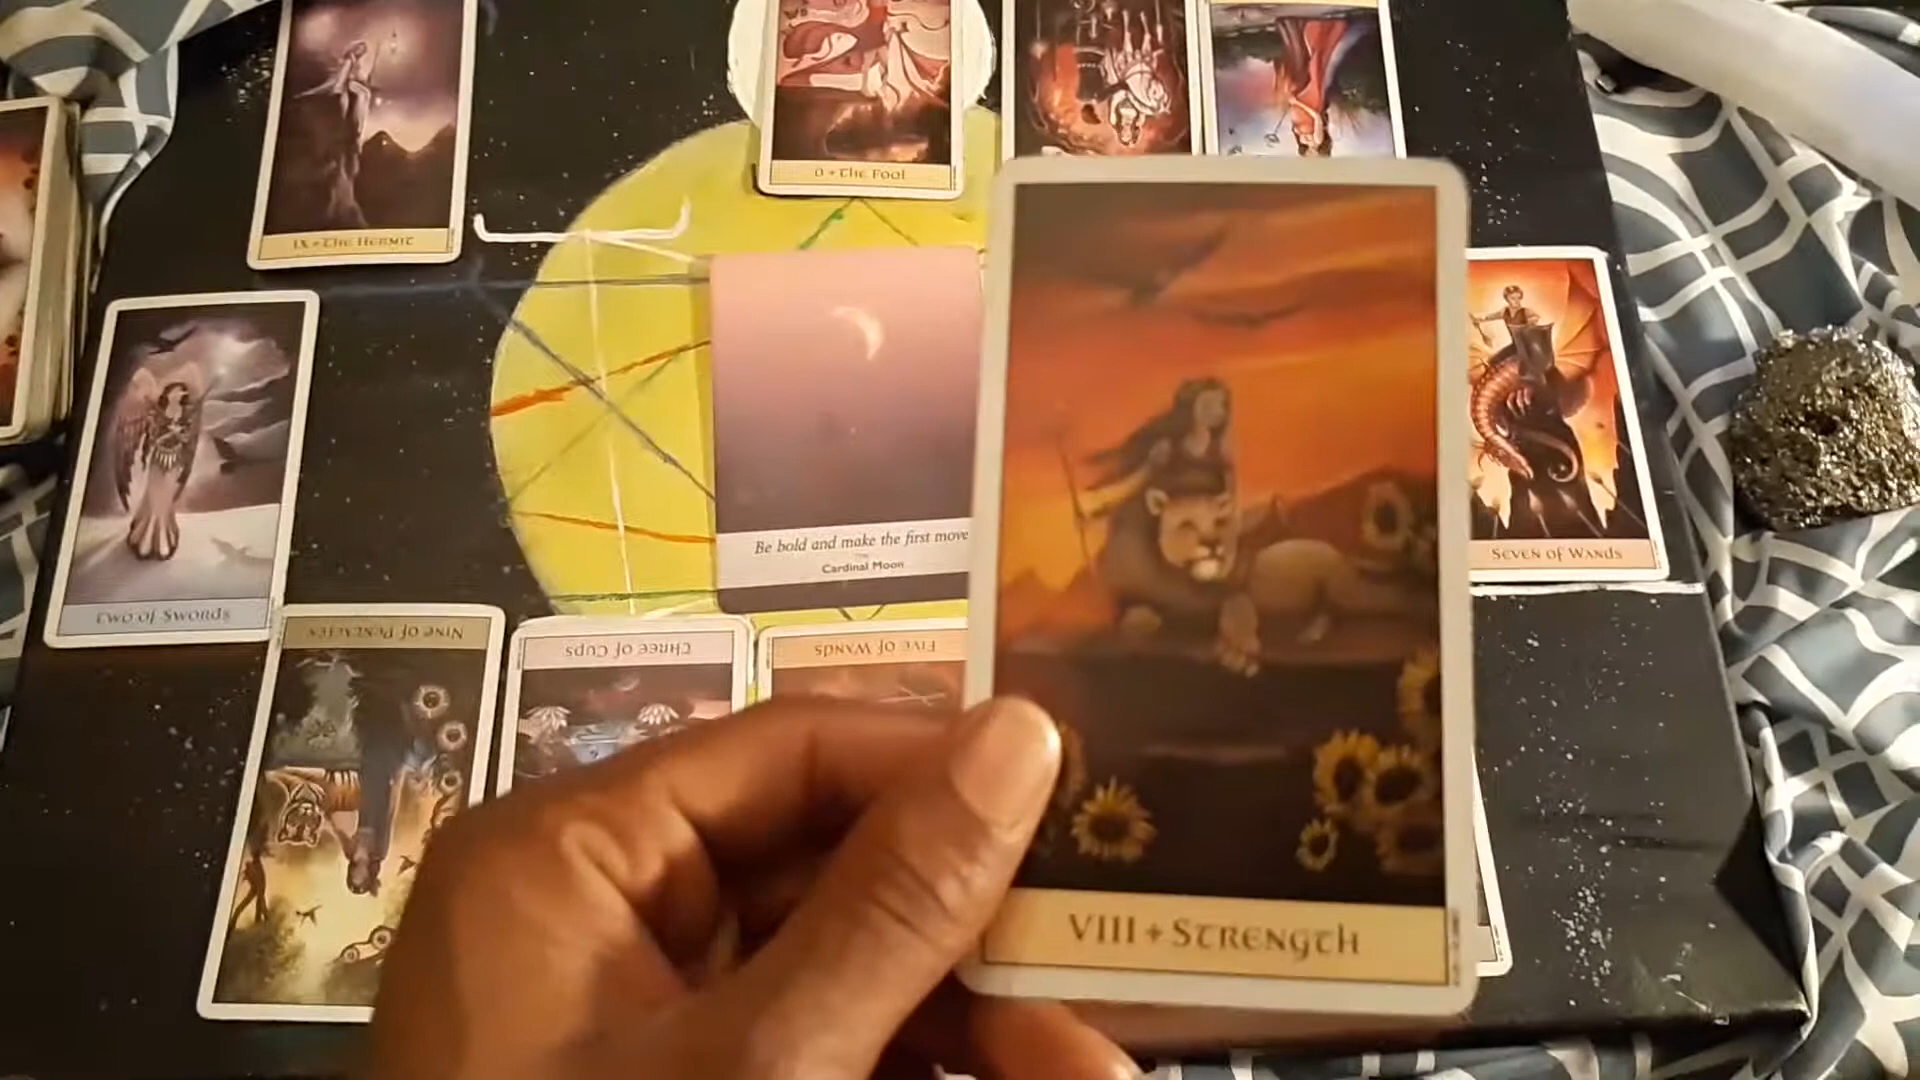 0 + The Fool
IX + The Hermit
Be bold and make the first move
The
Cardinal Moon
Seven of Wands
Two of Swords
Nine of Pentacles
Three of Cups
Five of Wands
VIII + Strength